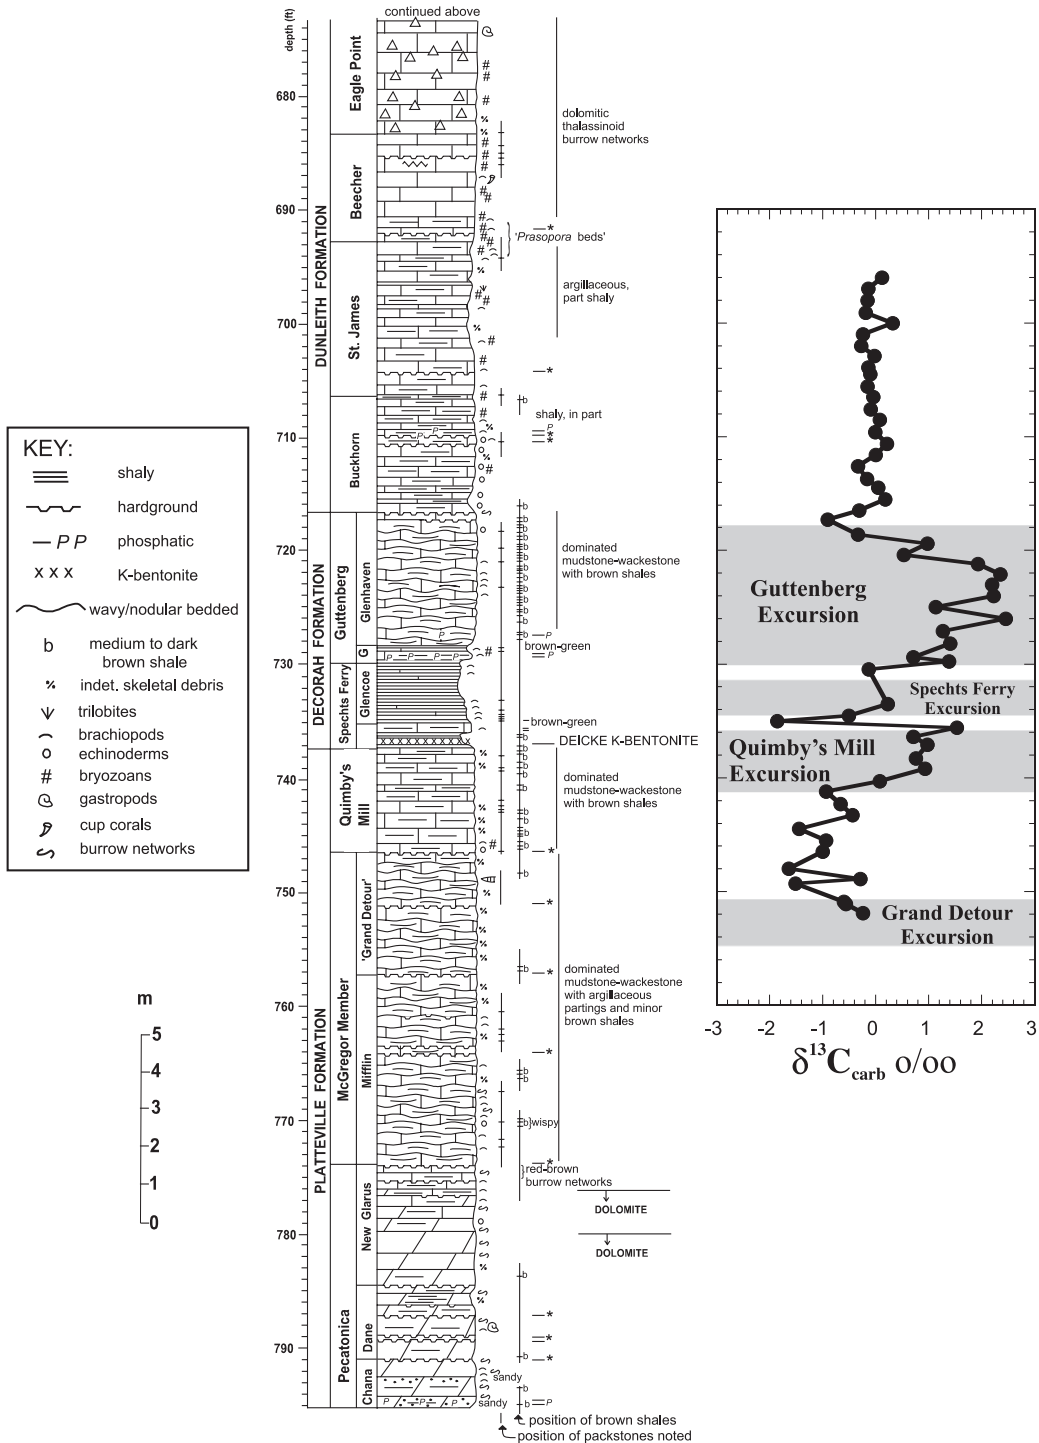 continued above
depth (ft)
680
690
700
710
720
730
740
750
760
770
780
790
DUNLEITH FORMATION
DECORAH FORMATION
PLATTEVILLE FORMATION
Eagle Point
Beecher
St. James
Buckhorn
Guttenberg
Glenhaven
G
Spechts Ferry
Glencoe
Quimby's
Mill
McGregor Member
'Grand Detour'
Mifflin
Pecatonica
New Glarus
Dane
Chana
dolomitic
thalassinoid
burrow networks
'Prasopora beds'
argillaceous,
part shaly
shaly, in part
dominated
mudstone-wackestone
with brown shales
brown-green
brown-green
DEICKE K-BENTONITE
dominated
mudstone-wackestone
with brown shales
dominated
mudstone-wackestone
with argillaceous
partings and minor
brown shales
wispy
red-brown
burrow networks
DOLOMITE
DOLOMITE
sandy
sandy
position of brown shales
position of packstones noted
KEY:
shaly
hardground
P P phosphatic
x x x K-bentonite
wavy/nodular bedded
b medium to dark
brown shale
indet. skeletal debris
trilobites
brachiopods
echinoderms
# bryozoans
gastropods
cup corals
burrow networks
m
5
4
3
2
1
0
Guttenberg
Excursion
Spechts Ferry
Excursion
Quimby's Mill
Excursion
Grand Detour
Excursion
-3 -2 -1 0 1 2 3
δ13Ccarb o/oo